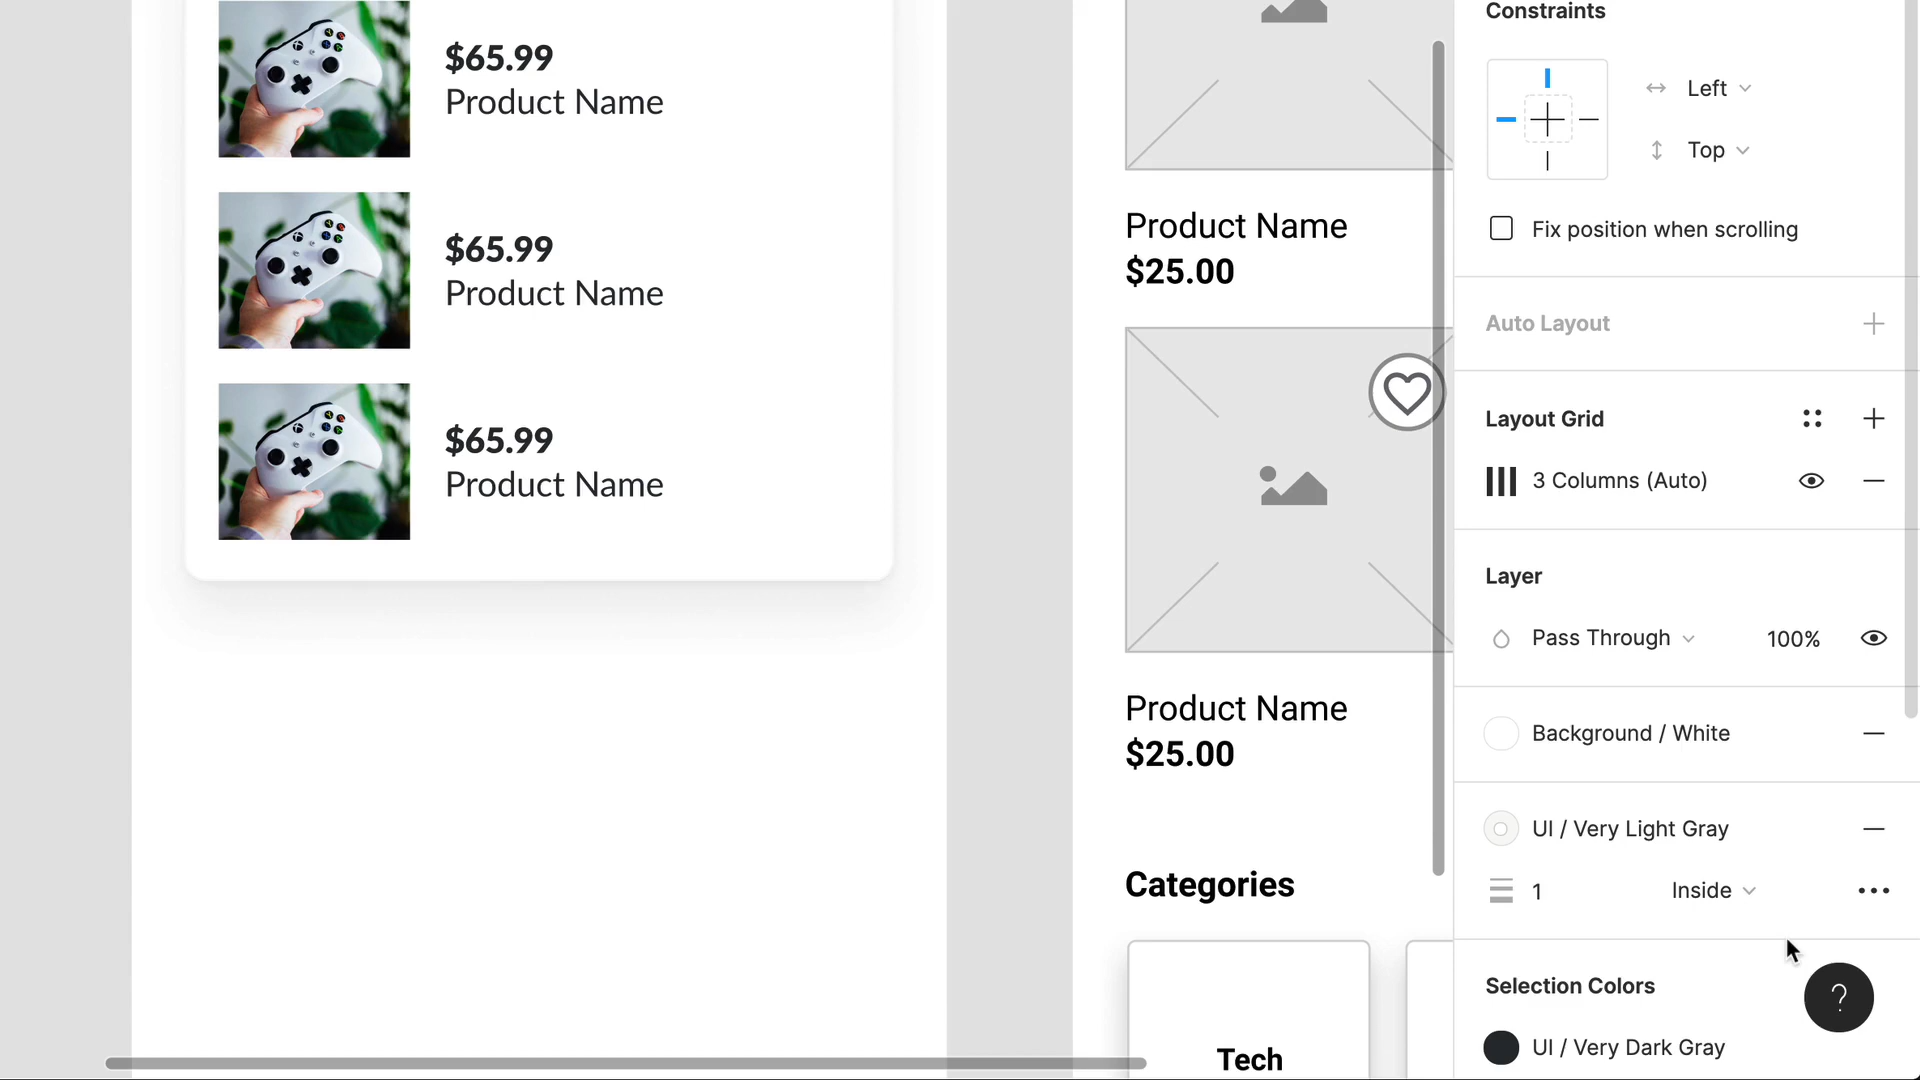 $65.99
Product Name
$65.99
Product Name
$65.99
Product Name
Product Name
$25.00
Product Name
$25.00
Categories
Tech
Constraints
Left
Top
Fix position when scrolling
Auto Layout
Layout Grid
3 Columns (Auto)
Layer
Pass Through 100%
Background / White
UI / Very Light Gray
1 Inside
Selection Colors
?
UI / Very Dark Gray